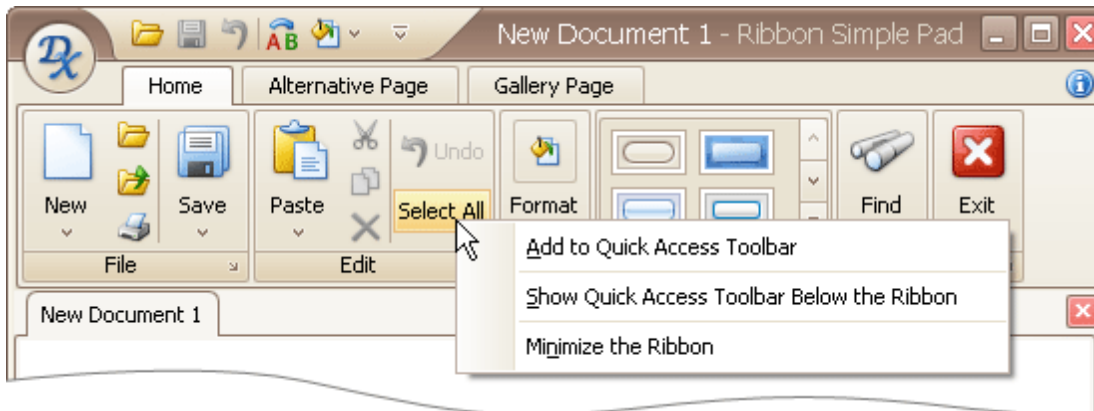 New Document 1 - Ribbon Simple Pad
DX
AB
Home
Alternative Page
Gallery Page
New
Save
Paste
Undo
Select All
Format
Find
Exit
File
Edit
Add to Quick Access Toolbar
Show Quick Access Toolbar Below the Ribbon
Minimize the Ribbon
New Document 1